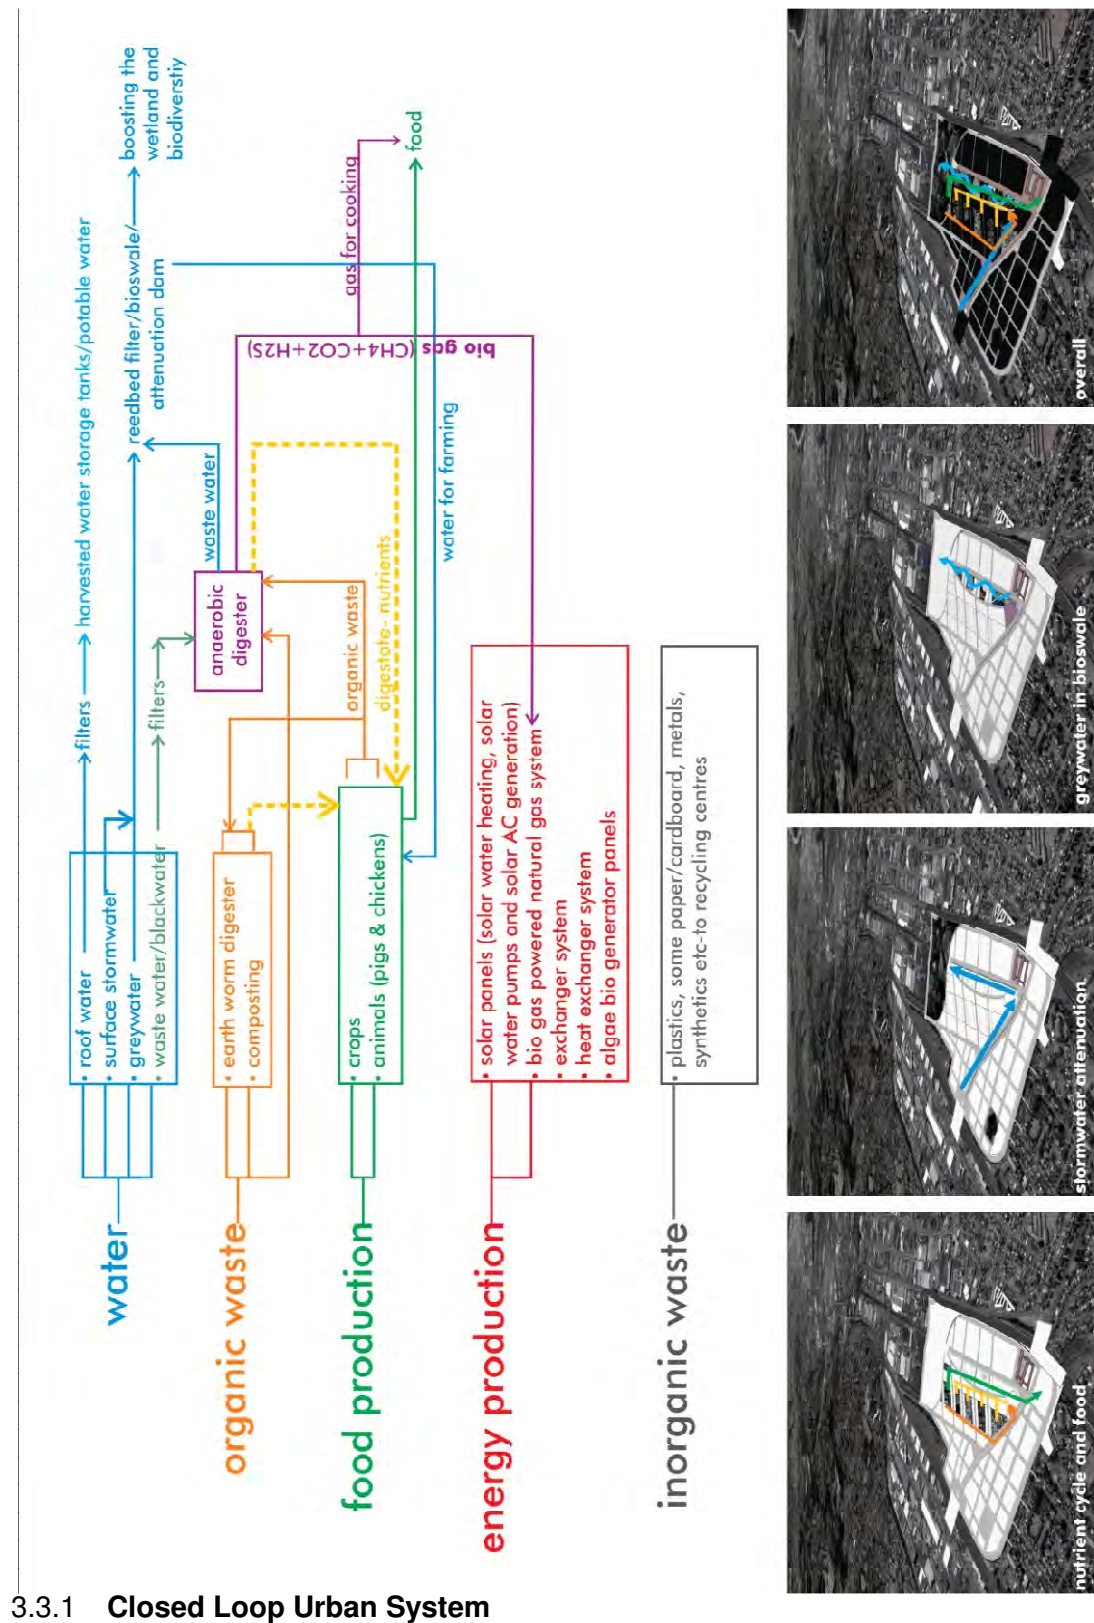 water
• roof water
filters
harvested water storage tanks/potable water
• surface stormwater
• greywater
reedbed filter/bioswale/
attenuation dam
boosting the
wetland and
biodiverstiy
• waste water/blackwater
filters
anaerobic
digester
waste water
organic waste
• earth worm digester
• composting
organic waste
digestate- nutrients
bio gas (CH4+CO2+H2S)
gas for cooking
food
food production
• crops
• animals (pigs & chickens)
water for farming
energy production
• solar panels (solar water heating, solar
water pumps and solar AC generation)
• bio gas powered natural gas system
• exchanger system
• heat exchanger system
• algae bio generator panels
inorganic waste
• plastics, some paper/cardboard, metals,
synthetics etc-to recycling centres
nutrient cycle and food
stormwater attenuation
greywater in bioswale
overall
3.3.1 Closed Loop Urban System